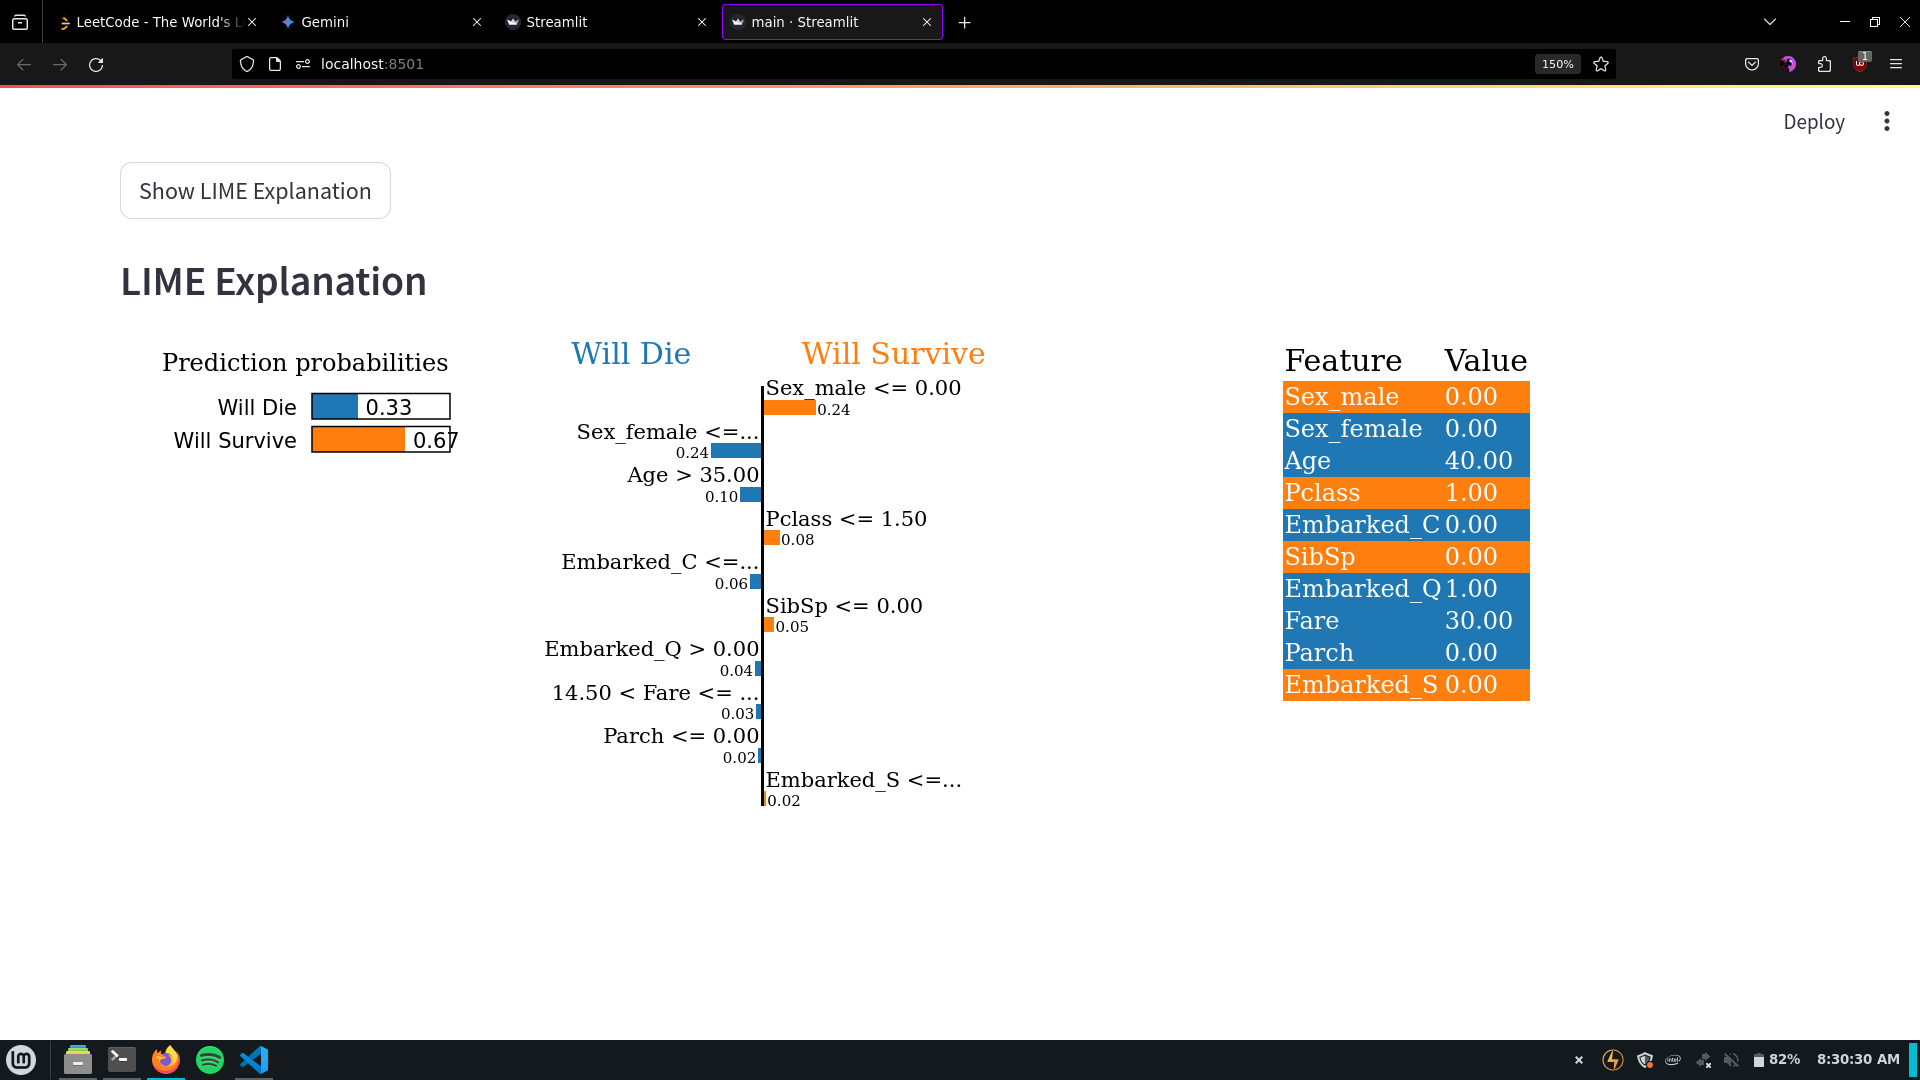 LeetCode - The World's L
Gemini
Streamlit
main · Streamlit
localhost:8501
150%
1
Deploy
Show LIME Explanation
LIME Explanation
Prediction probabilities
Will Die 0.33
Will Survive 0.67
Will Die Will Survive
Sex_male <= 0.00
0.24
Sex_female <=...
0.24
Age > 35.00
0.10
Pclass <= 1.50
0.08
Embarked_C <=...
0.06
SibSp <= 0.00
0.05
Embarked_Q > 0.00
0.04
14.50 < Fare <= ...
0.03
Parch <= 0.00
0.02
Embarked_S <=...
0.02
Feature Value
Sex_male 0.00
Sex_female 0.00
Age 40.00
Pclass 1.00
Embarked_C 0.00
SibSp 0.00
Embarked_Q 1.00
Fare 30.00
Parch 0.00
Embarked_S 0.00
82% 8:30:30 AM